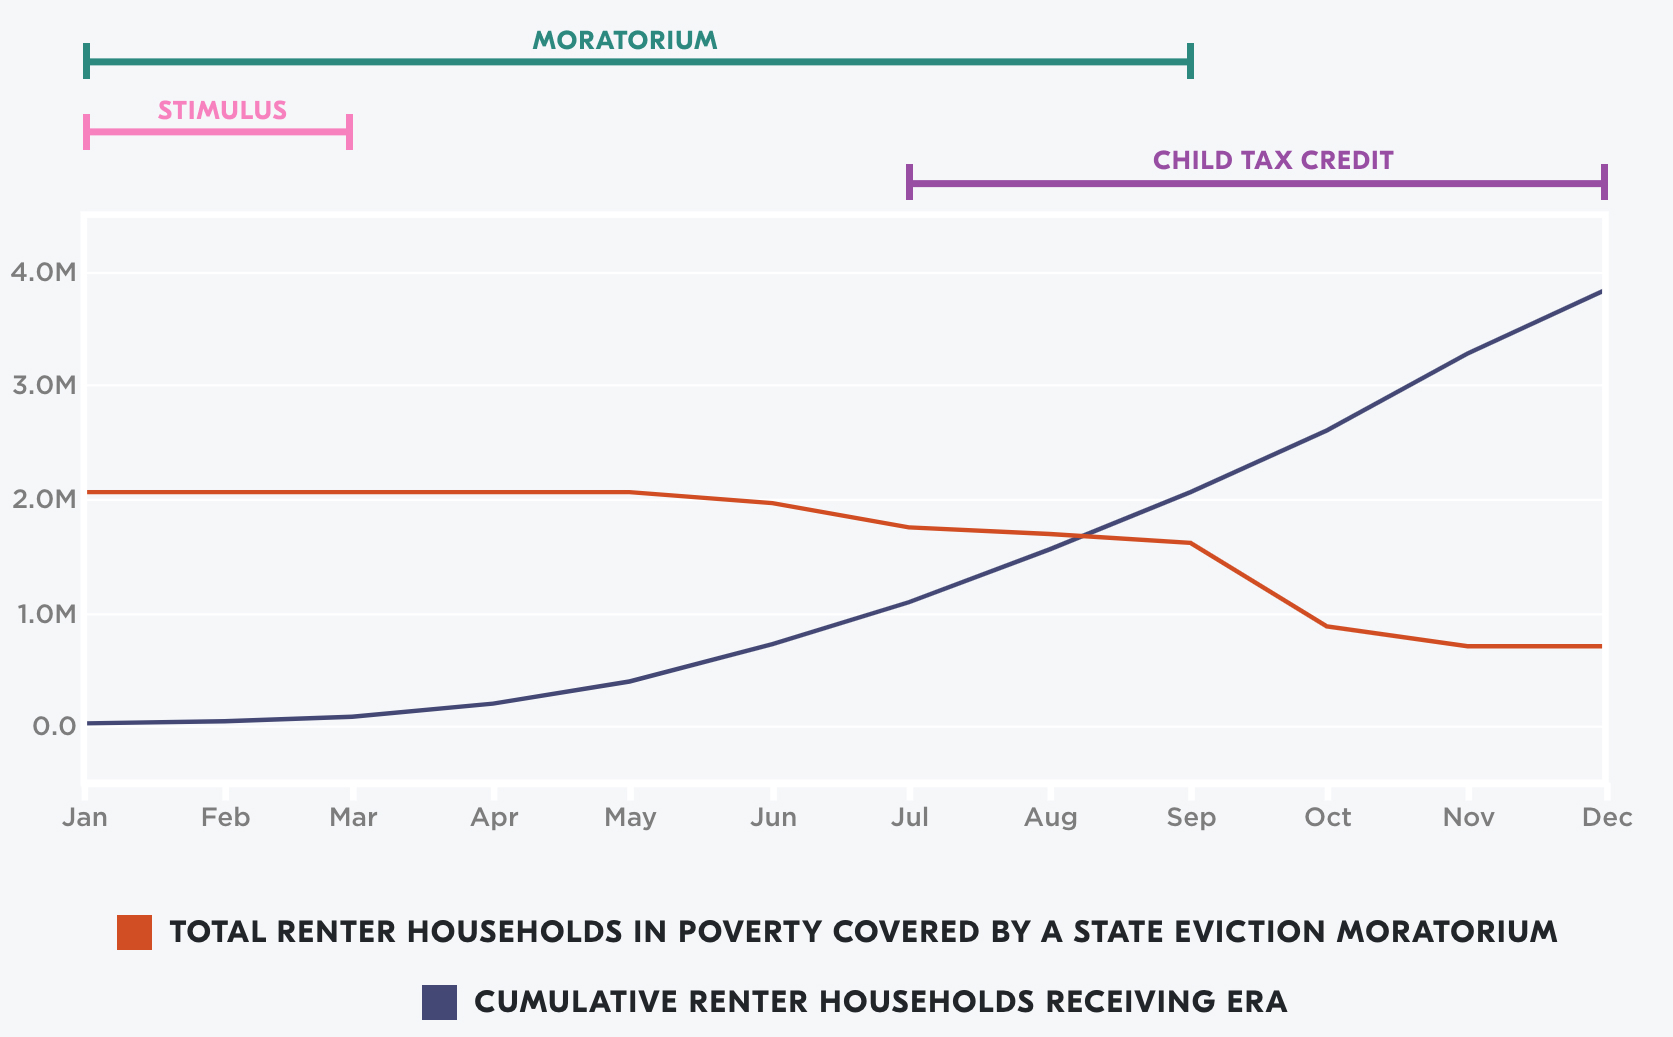 MORATORIUM
STIMULUS
CHILD TAX CREDIT
4.0M
3.0M
2.0M
1.0M
0.0
Jan Feb Mar Apr May Jun Jul Aug Sep Oct Nov Dec
TOTAL RENTER HOUSEHOLDS IN POVERTY COVERED BY A STATE EVICTION MORATORIUM
CUMULATIVE RENTER HOUSEHOLDS RECEIVING ERA